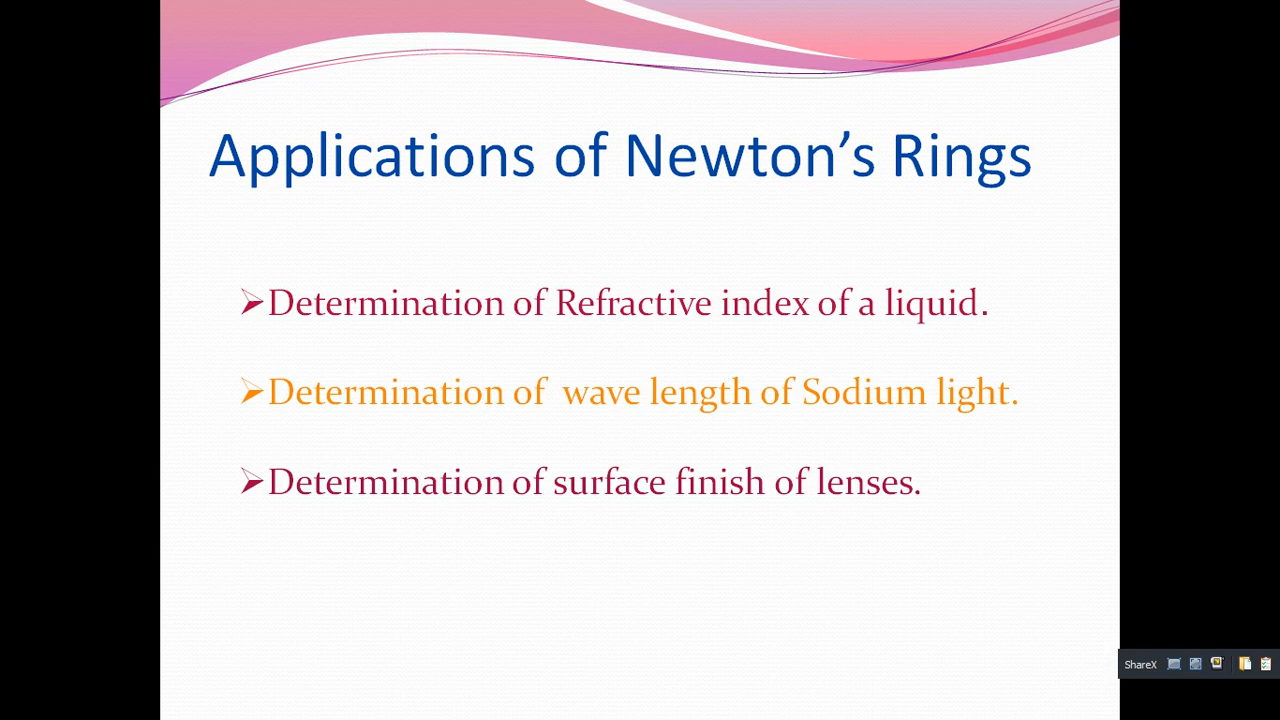 Applications of Newton’s Rings
➢Determination of Refractive index of a liquid.
➢Determination of  wave length of Sodium light.
➢Determination of surface finish of lenses.
ShareX